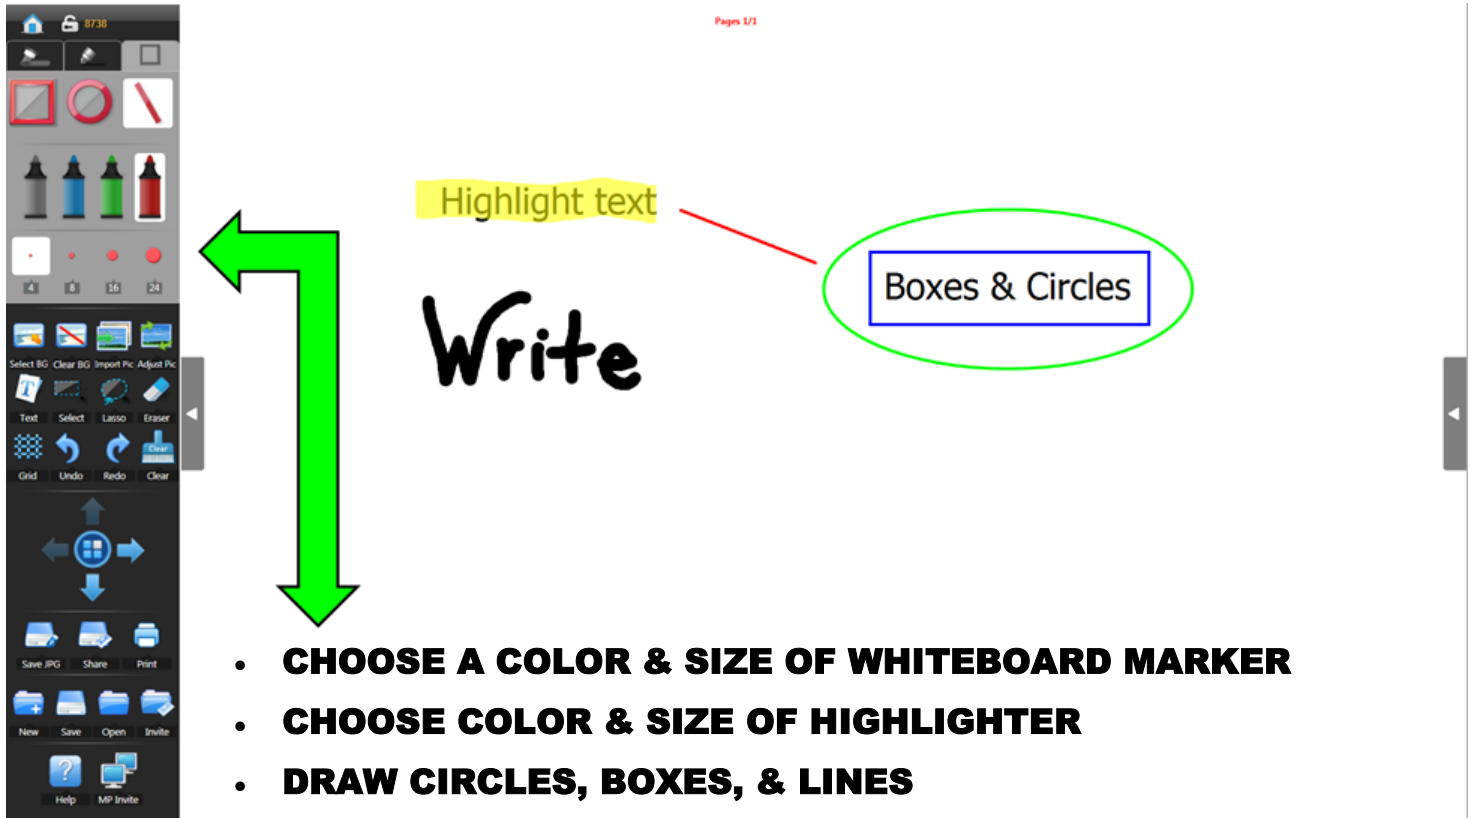 8738
Pages 1/1
4 8 16 24
Select BG Clear BG Import Pic Adjust Pic
T
Text Select Lasso Eraser
Clear
Grid Undo Redo Clear
Save JPG Share Print
New Save Open Invite
?
Help MP Invite
Highlight text
Boxes & Circles
Write
• CHOOSE A COLOR & SIZE OF WHITEBOARD MARKER
• CHOOSE COLOR & SIZE OF HIGHLIGHTER
• DRAW CIRCLES, BOXES, & LINES